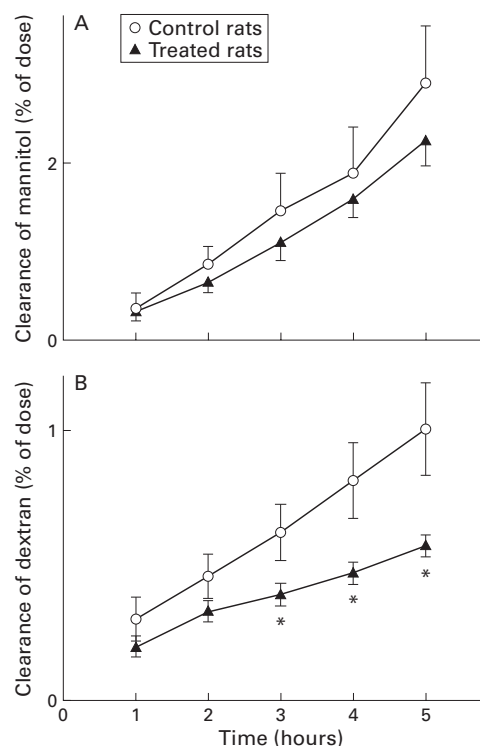 A
Control rats
Treated rats
Clearance of mannitol (% of dose)
2
0
B
Clearance of dextran (% of dose)
1
*
*
*
0
0 1 2 3 4 5
Time (hours)